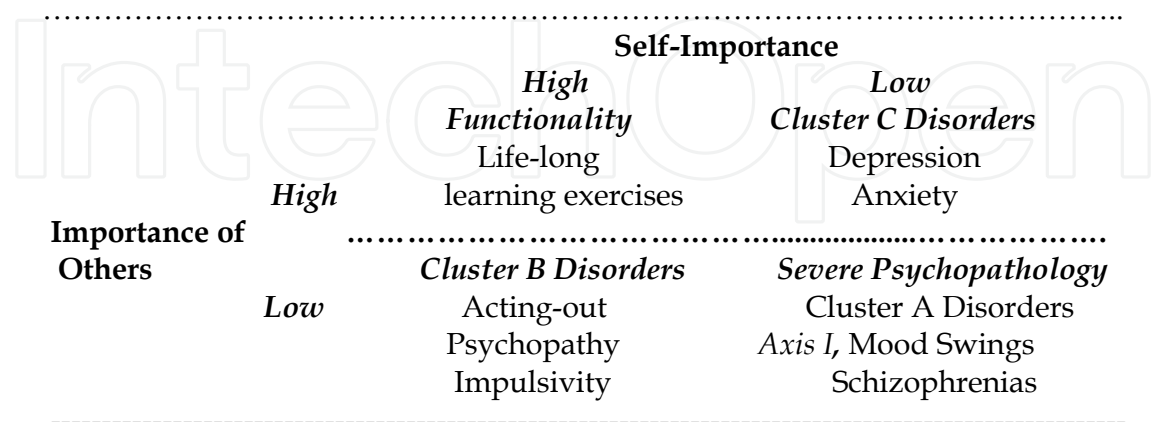 ……………………………………………………………………………………………..
Self-Importance
High Low
Functionality Cluster C Disorders
Life-long Depression
High learning exercises Anxiety
Importance of ……………………………………....................……………….
Others Cluster B Disorders Severe Psychopathology
Low Acting-out Cluster A Disorders
Psychopathy Axis I, Mood Swings
Impulsivity Schizophrenias
IntechOpen